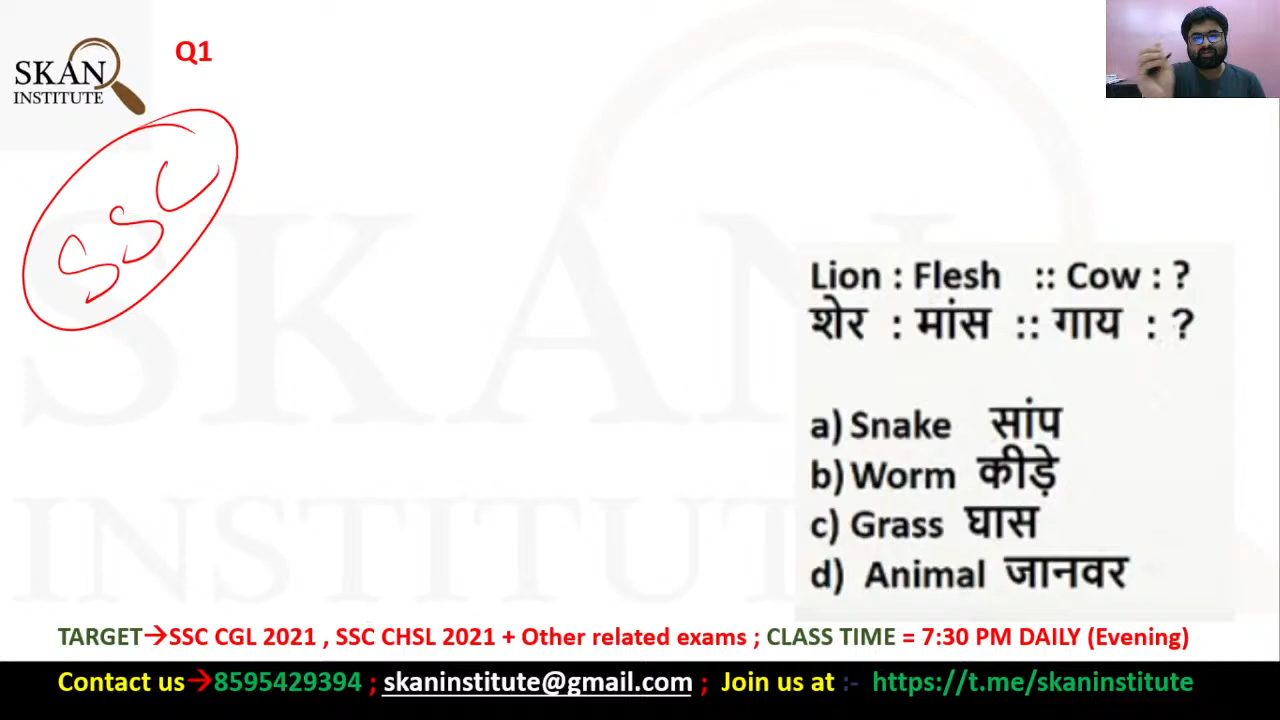 SKAN
INSTITUTE
Q1
SSC
SKAN
INSTITUTE
Lion : Flesh :: Cow : ?
शेर : मांस :: गाय : ?
a) Snake सांप
b) Worm कीड़े
c) Grass घास
d) Animal जानवर
TARGET→SSC CGL 2021 , SSC CHSL 2021 + Other related exams ; CLASS TIME = 7:30 PM DAILY (Evening)
Contact us→8595429394 ; skaninstitute@gmail.com ; Join us at :- https://t.me/skaninstitute